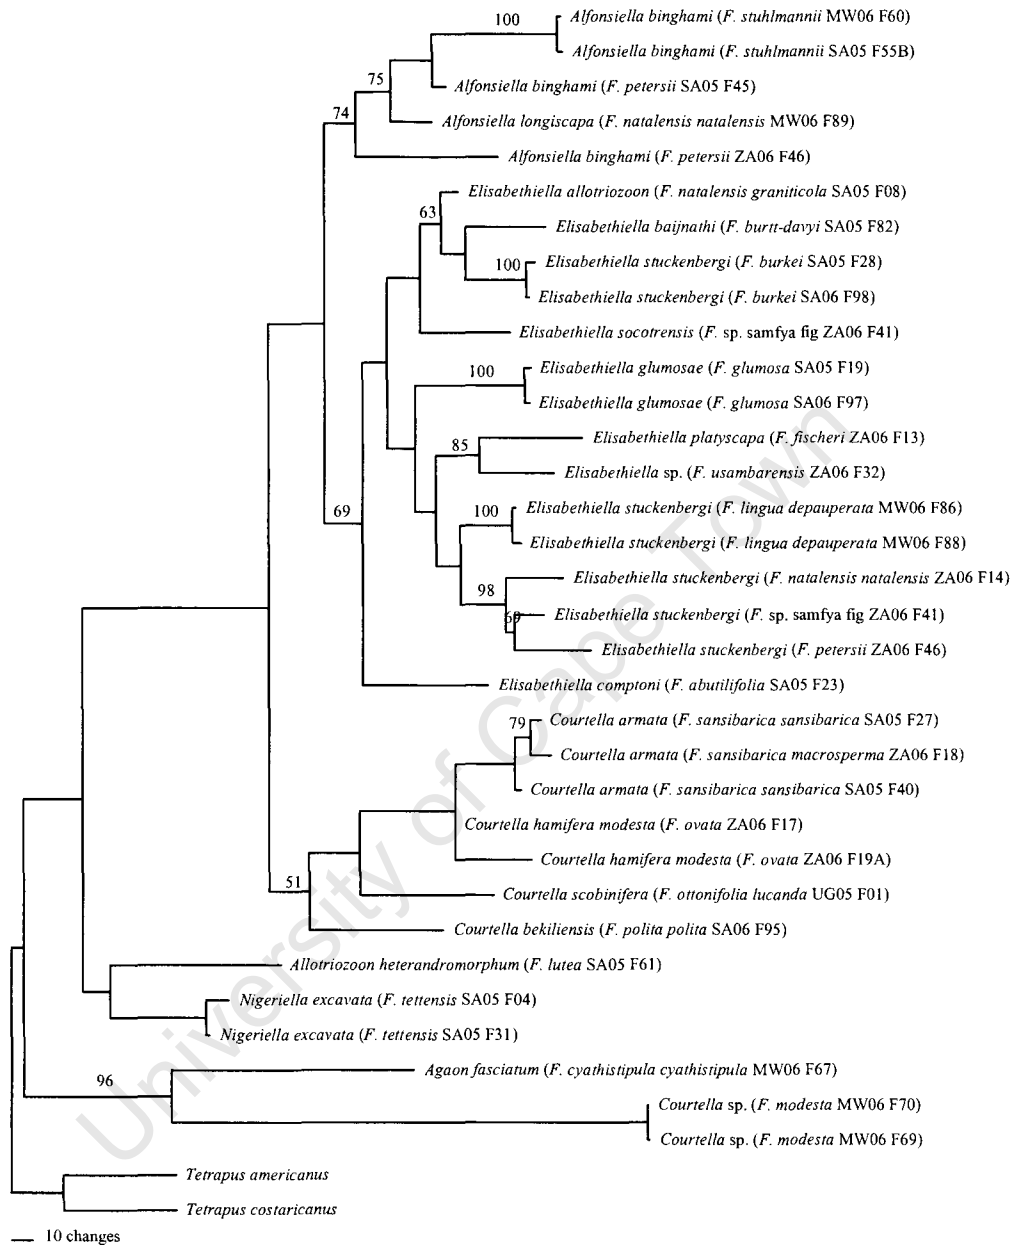 100
Alfonsiella binghami (F. stuhlmannii MW06 F60)
Alfonsiella binghami (F. stuhlmannii SA05 F55B)
75
Alfonsiella binghami (F. petersii SA05 F45)
74
Alfonsiella longiscapa (F. natalensis natalensis MW06 F89)
Alfonsiella binghami (F. petersii ZA06 F46)
Elisabethiella allotriozoon (F. natalensis graniticola SA05 F08)
63
Elisabethiella baijnathi (F. burtt-davyi SA05 F82)
100
Elisabethiella stuckenbergi (F. burkei SA05 F28)
Elisabethiella stuckenbergi (F. burkei SA06 F98)
Elisabethiella socotrensis (F. sp. samfya fig ZA06 F41)
100
Elisabethiella glumosae (F. glumosa SA05 F19)
Elisabethiella glumosae (F. glumosa SA06 F97)
Elisabethiella platyscapa (F. fischeri ZA06 F13)
85
Elisabethiella sp. (F. usambarensis ZA06 F32)
69
100
Elisabethiella stuckenbergi (F. lingua depauperata MW06 F86)
Elisabethiella stuckenbergi (F. lingua depauperata MW06 F88)
Elisabethiella stuckenbergi (F. natalensis natalensis ZA06 F14)
98
Elisabethiella stuckenbergi (F. sp. samfya fig ZA06 F41)
69
Elisabethiella stuckenbergi (F. petersii ZA06 F46)
Elisabethiella comptoni (F. abutilifolia SA05 F23)
79
Courtella armata (F. sansibarica sansibarica SA05 F27)
Courtella armata (F. sansibarica macrosperma ZA06 F18)
Courtella armata (F. sansibarica sansibarica SA05 F40)
Courtella hamifera modesta (F. ovata ZA06 F17)
Courtella hamifera modesta (F. ovata ZA06 F19A)
51
Courtella scobinifera (F. ottonifolia lucanda UG05 F01)
Courtella bekiliensis (F. polita polita SA06 F95)
Allotriozoon heterandromorphum (F. lutea SA05 F61)
Nigeriella excavata (F. tettensis SA05 F04)
Nigeriella excavata (F. tettensis SA05 F31)
96
Agaon fasciatum (F. cyathistipula cyathistipula MW06 F67)
Courtella sp. (F. modesta MW06 F70)
Courtella sp. (F. modesta MW06 F69)
Tetrapus americanus
Tetrapus costaricanus
10 changes
University of Cape Town